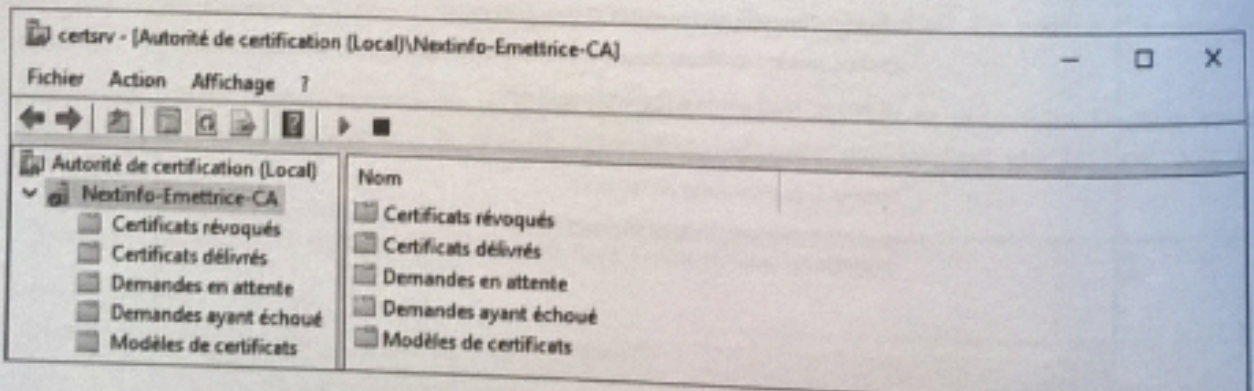 certsrv - [Autorité de certification (Local)\Nextinfo-Emettrice-CA]
Fichier Action Affichage ?
Autorité de certification (Local)
Nextinfo-Emettrice-CA
Certificats révoqués
Certificats délivrés
Demandes en attente
Demandes ayant échoué
Modèles de certificats
Nom
Certificats révoqués
Certificats délivrés
Demandes en attente
Demandes ayant échoué
Modèles de certificats